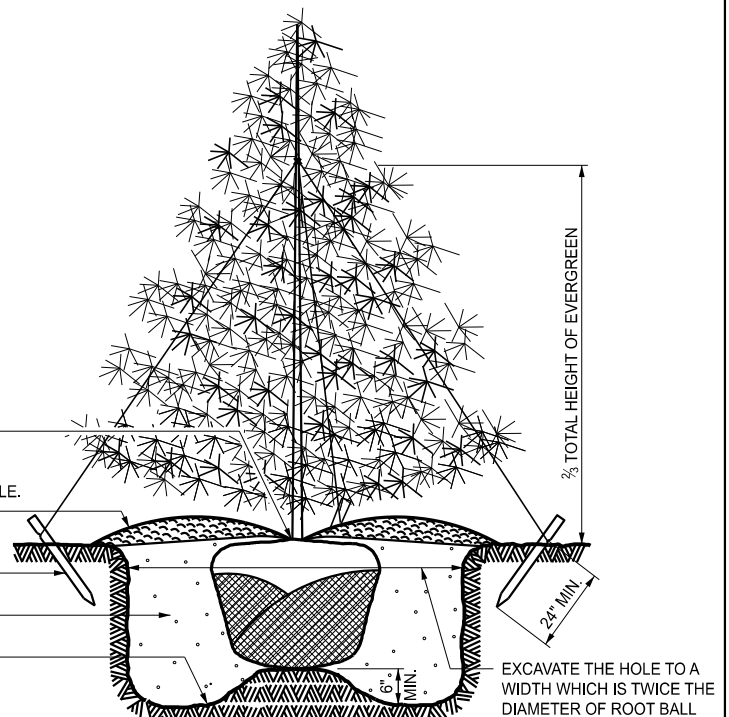 ⅔ TOTAL HEIGHT OF EVERGREEN
LE.
24" MIN.
6"
MIN.
EXCAVATE THE HOLE TO A
WIDTH WHICH IS TWICE THE
DIAMETER OF ROOT BALL